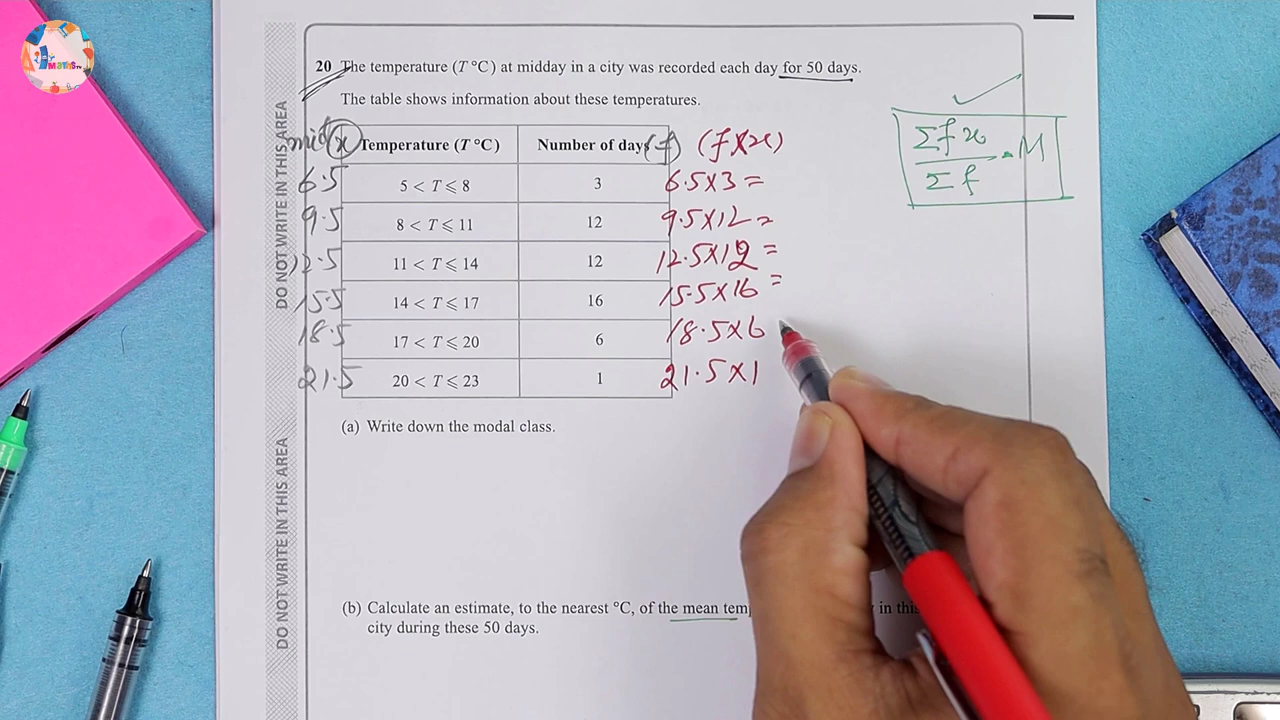 MATHSTV
20 The temperature (T °C) at midday in a city was recorded each day for 50 days.
The table shows information about these temperatures.
mid(x) Temperature (T °C) Number of days (f) (f×x)
6.5 5 < T ⩽ 8 3 6.5×3 =
9.5 8 < T ⩽ 11 12 9.5×12 =
12.5 11 < T ⩽ 14 12 12.5×12 =
15.5 14 < T ⩽ 17 16 15.5×16 =
18.5 17 < T ⩽ 20 6 18.5×6
21.5 20 < T ⩽ 23 1 21.5×1
Σfx
Σf
= M
(a) Write down the modal class.
(b) Calculate an estimate, to the nearest °C, of the mean in this
city during these 50 days.
DO NOT WRITE IN THIS AREA
DO NOT WRITE IN THIS AREA